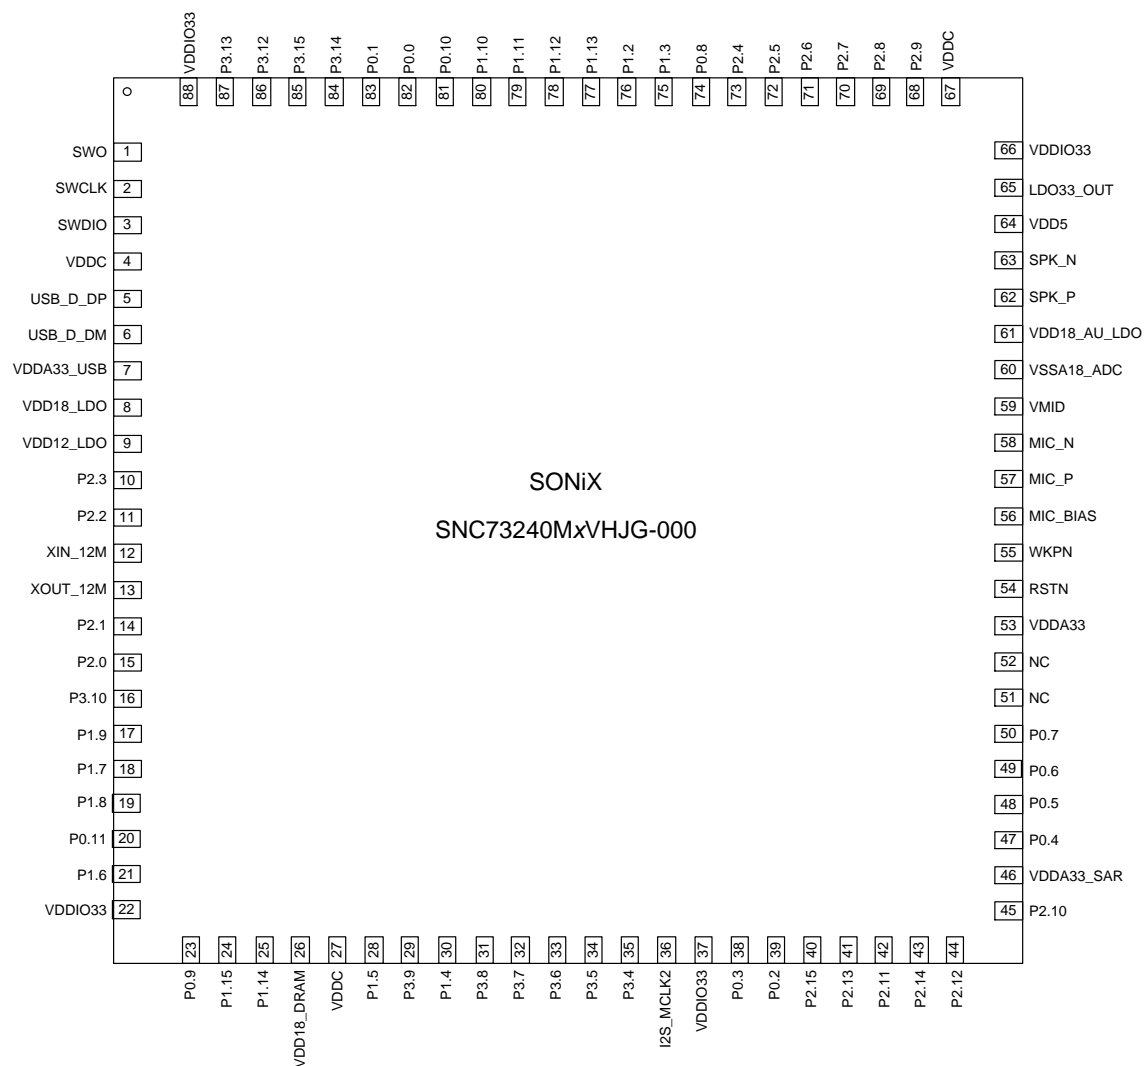 VDDIO33 P3.13 P3.12 P3.15 P3.14 P0.1 P0.0 P0.10 P1.10 P1.11 P1.12 P1.13 P1.2 P1.3 P0.8 P2.4 P2.5 P2.6 P2.7 P2.8 P2.9 VDDC
88 87 86 85 84 83 82 81 80 79 78 77 76 75 74 73 72 71 70 69 68 67
SWO 1
SWCLK 2
SWDIO 3
VDDC 4
USB_D_DP 5
USB_D_DM 6
VDDA33_USB 7
VDD18_LDO 8
VDD12_LDO 9
P2.3 10
P2.2 11
XIN_12M 12
XOUT_12M 13
P2.1 14
P2.0 15
P3.10 16
P1.9 17
P1.7 18
P1.8 19
P0.11 20
P1.6 21
VDDIO33 22
SONiX
SNC73240MxVHJG-000
66 VDDIO33
65 LDO33_OUT
64 VDD5
63 SPK_N
62 SPK_P
61 VDD18_AU_LDO
60 VSSA18_ADC
59 VMID
58 MIC_N
57 MIC_P
56 MIC_BIAS
55 WKPN
54 RSTN
53 VDDA33
52 NC
51 NC
50 P0.7
49 P0.6
48 P0.5
47 P0.4
46 VDDA33_SAR
45 P2.10
23 24 25 26 27 28 29 30 31 32 33 34 35 36 37 38 39 40 41 42 43 44
P0.9 P1.15 P1.14 VDD18_DRAM VDDC P1.5 P3.9 P1.4 P3.8 P3.7 P3.6 P3.5 P3.4 I2S_MCLK2 VDDIO33 P0.3 P0.2 P2.15 P2.13 P2.11 P2.14 P2.12